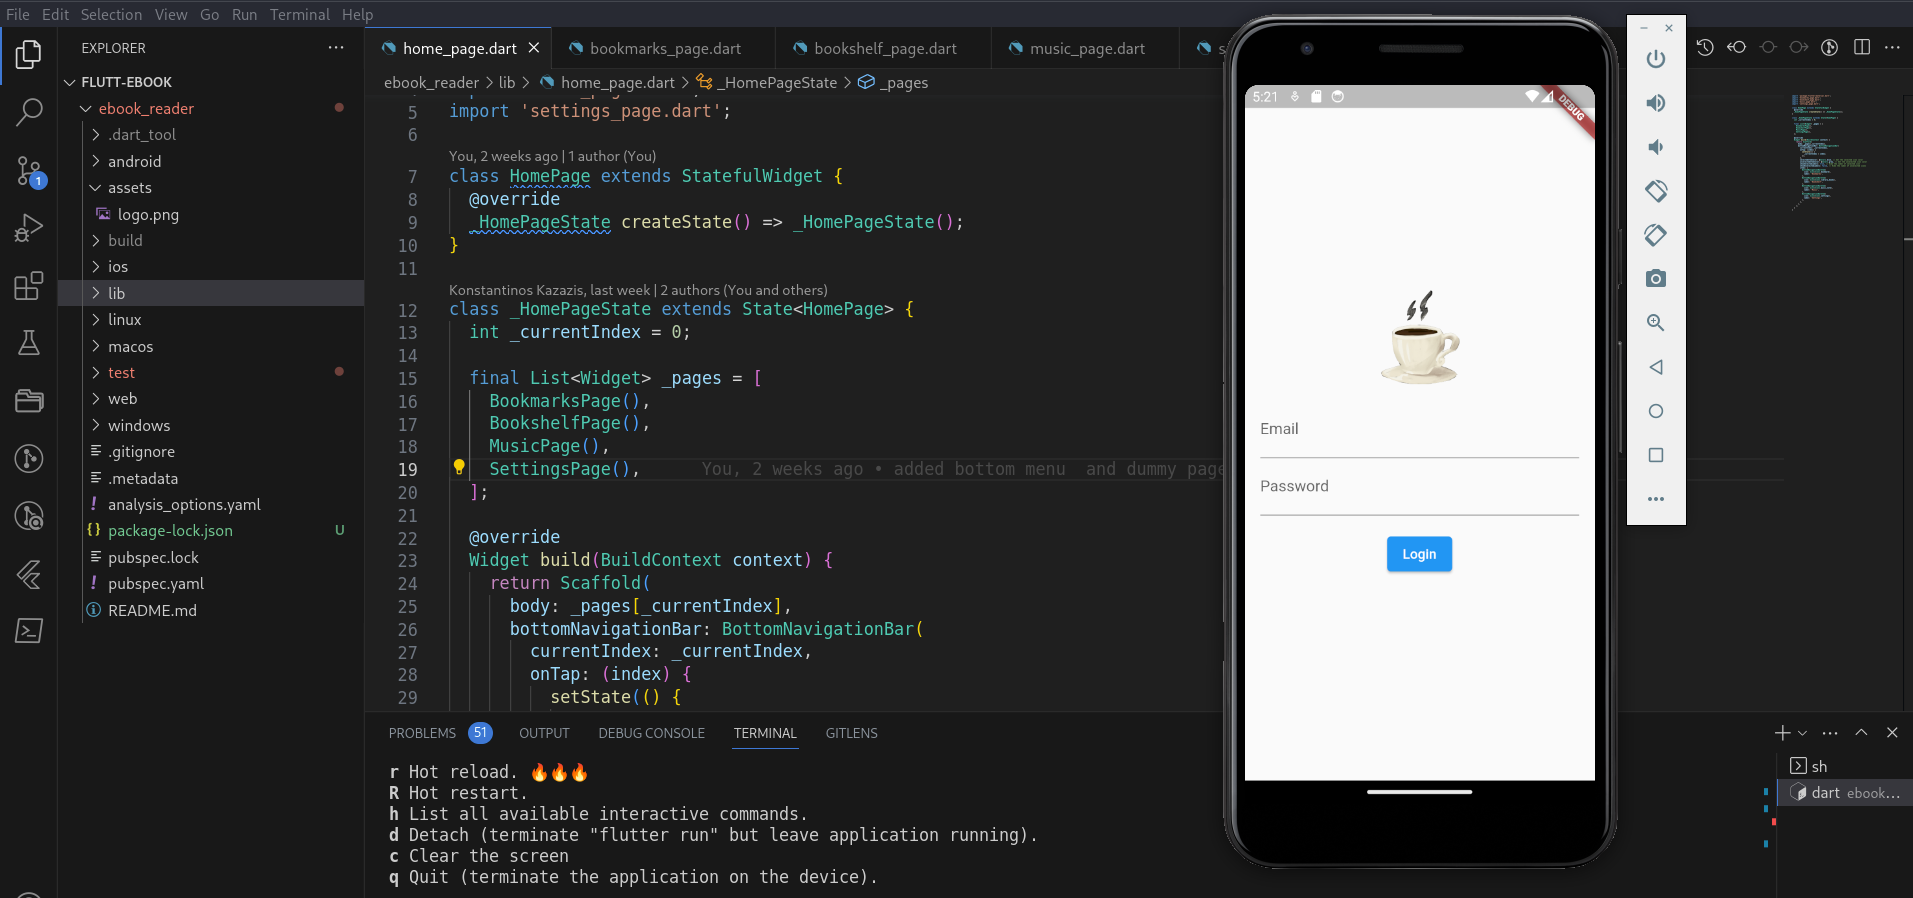 File Edit Selection View Go Run Terminal Help
EXPLORER
FLUTT-EBOOK
ebook_reader
.dart_tool
android
assets
logo.png
build
ios
lib
linux
macos
test
web
windows
.gitignore
.metadata
analysis_options.yaml
package-lock.json U
pubspec.lock
pubspec.yaml
README.md
1
home_page.dart bookmarks_page.dart bookshelf_page.dart music_page.dart s
ebook_reader > lib > home_page.dart > _HomePageState > _pages
5 import 'settings_page.dart';
6
You, 2 weeks ago | 1 author (You)
7 class HomePage extends StatefulWidget {
8 @override
9 _HomePageState createState() => _HomePageState();
10 }
11
Konstantinos Kazazis, last week | 2 authors (You and others)
12 class _HomePageState extends State<HomePage> {
13 int _currentIndex = 0;
14
15 final List<Widget> _pages = [
16 BookmarksPage(),
17 BookshelfPage(),
18 MusicPage(),
19 SettingsPage(), You, 2 weeks ago • added bottom menu and dummy page
20 ];
21
22 @override
23 Widget build(BuildContext context) {
24 return Scaffold(
25 body: _pages[_currentIndex],
26 bottomNavigationBar: BottomNavigationBar(
27 currentIndex: _currentIndex,
28 onTap: (index) {
29 setState(() {
PROBLEMS 51 OUTPUT DEBUG CONSOLE TERMINAL GITLENS
r Hot reload. 🔥🔥🔥
R Hot restart.
h List all available interactive commands.
d Detach (terminate "flutter run" but leave application running).
c Clear the screen
q Quit (terminate the application on the device).
sh
dart ebook...
5:21
DEBUG
Email
Password
Login